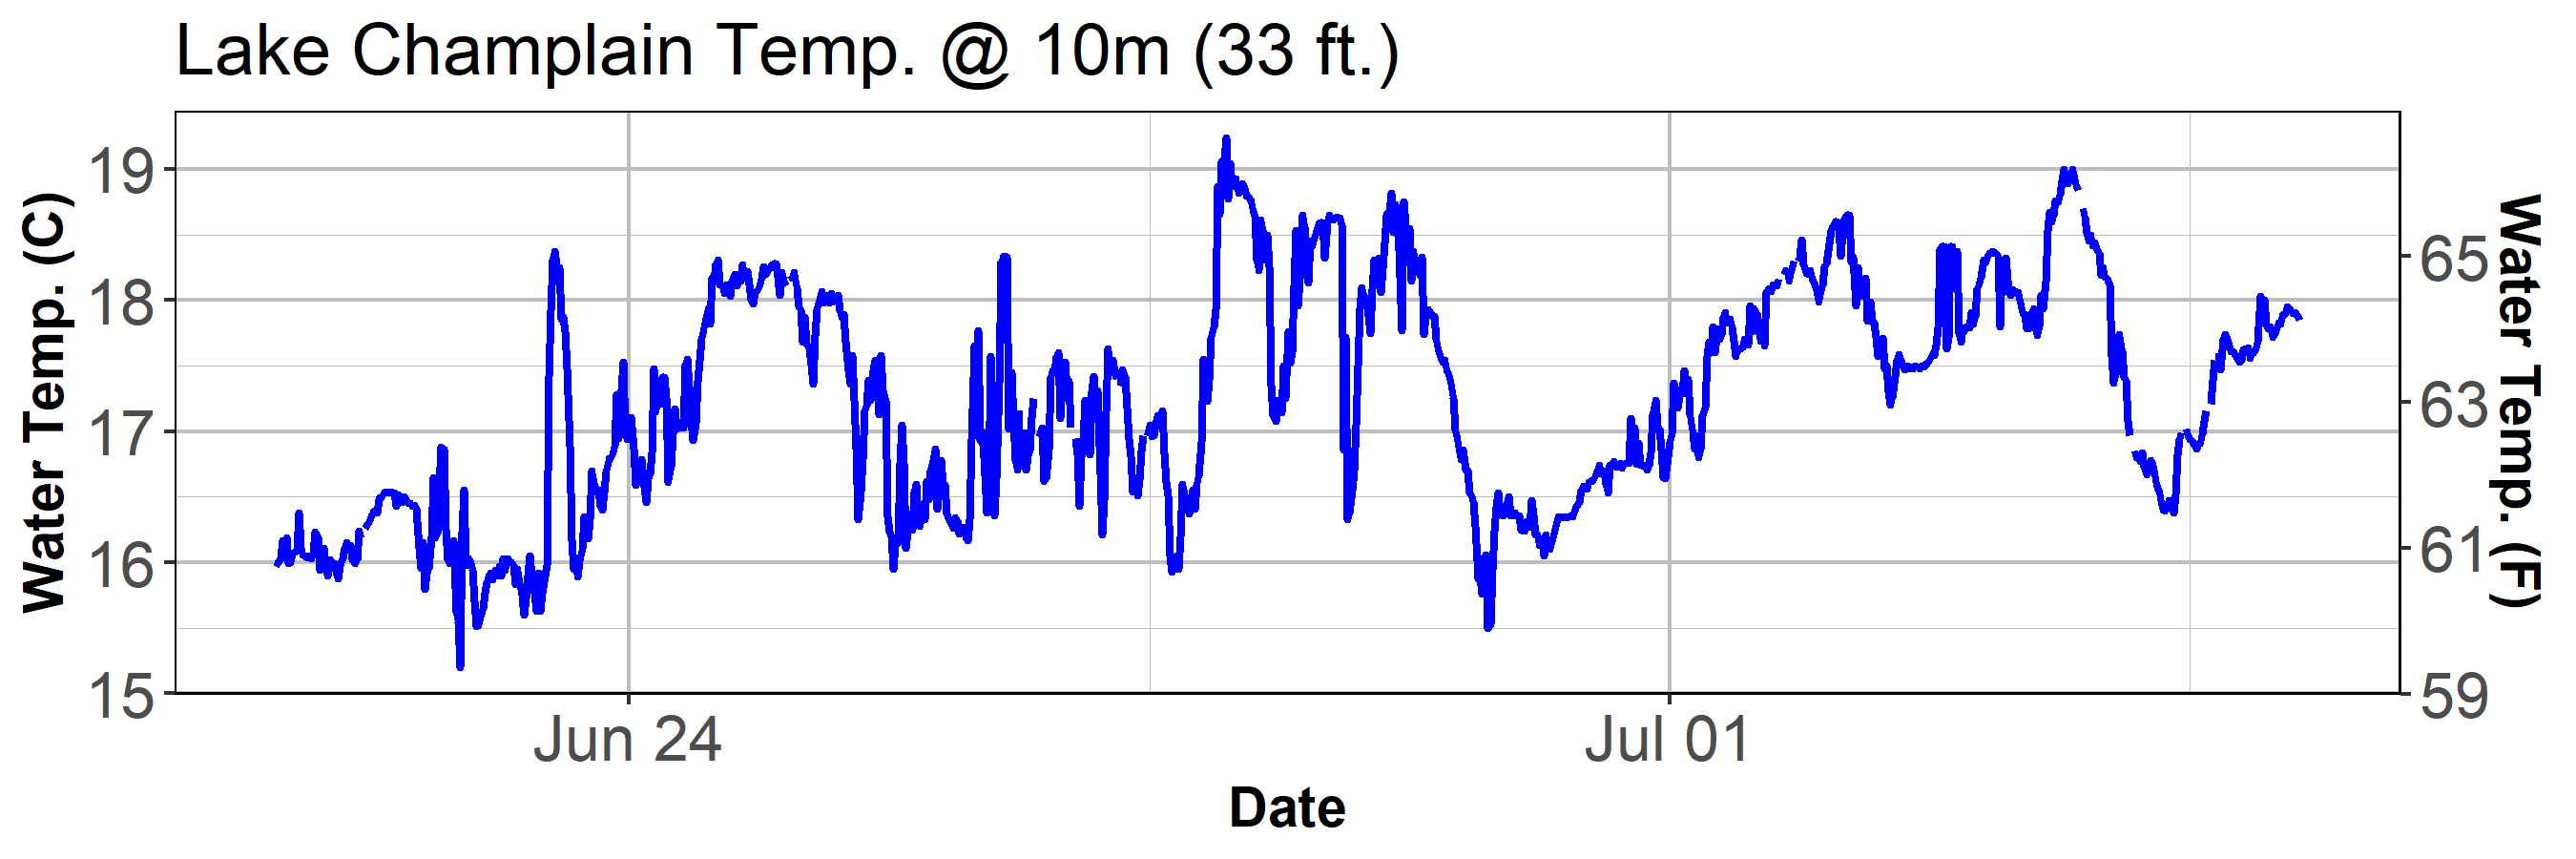 Lake Champlain Temp. @ 10m (33 ft.)
Water Temp. (C)
19
18
17
16
15
65
63
61
59
Water Temp. (F)
Jun 24
Jul 01
Date